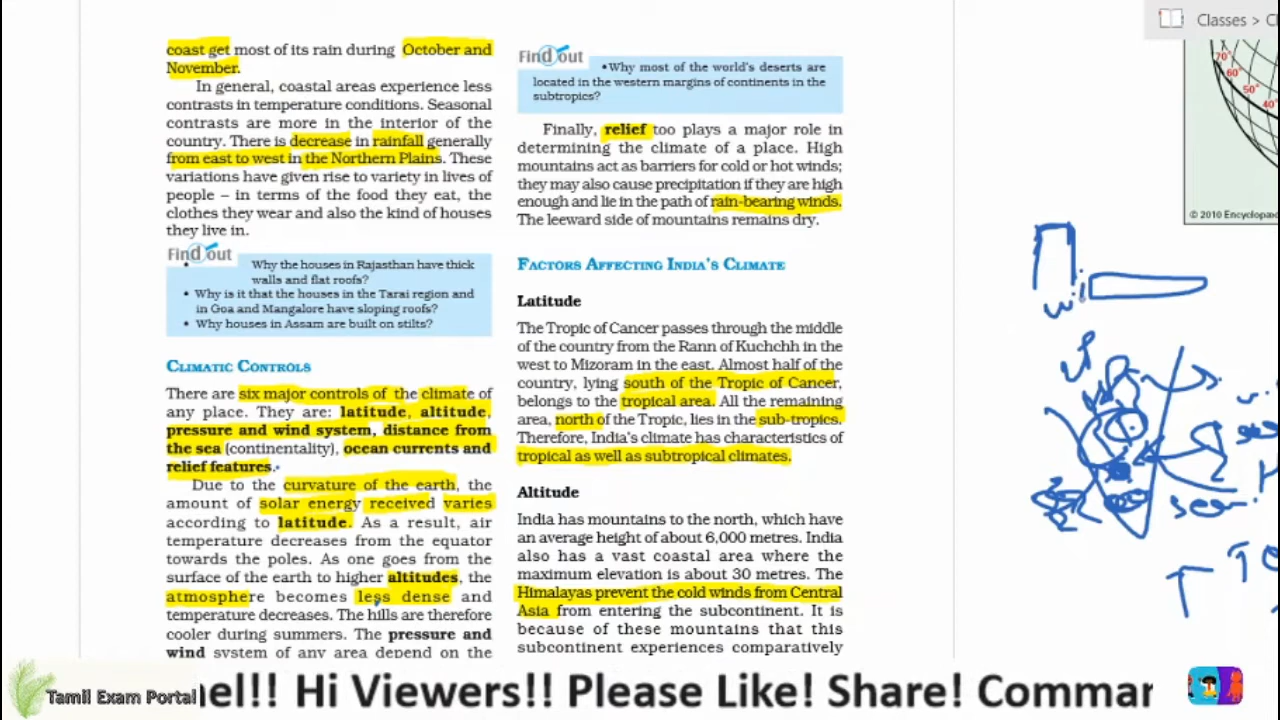 coast get most of its rain during October and
November.
In general, coastal areas experience less
contrasts in temperature conditions. Seasonal
contrasts are more in the interior of the
country. There is decrease in rainfall generally
from east to west in the Northern Plains. These
variations have given rise to variety in lives of
people – in terms of the food they eat, the
clothes they wear and also the kind of houses
they live in.
Find out
Why the houses in Rajasthan have thick
walls and flat roofs?
• Why is it that the houses in the Tarai region and
in Goa and Mangalore have sloping roofs?
• Why houses in Assam are built on stilts?
CLIMATIC CONTROLS
There are six major controls of the climate of
any place. They are: latitude, altitude,
pressure and wind system, distance from
the sea (continentality), ocean currents and
relief features.
Due to the curvature of the earth, the
amount of solar energy received varies
according to latitude. As a result, air
temperature decreases from the equator
towards the poles. As one goes from the
surface of the earth to higher altitudes, the
atmosphere becomes less dense and
temperature decreases. The hills are therefore
cooler during summers. The pressure and
wind system of any area depend on the
Find out
•Why most of the world's deserts are
located in the western margins of continents in the
subtropics?
Finally, relief too plays a major role in
determining the climate of a place. High
mountains act as barriers for cold or hot winds;
they may also cause precipitation if they are high
enough and lie in the path of rain-bearing winds.
The leeward side of mountains remains dry.
FACTORS AFFECTING INDIA'S CLIMATE
Latitude
The Tropic of Cancer passes through the middle
of the country from the Rann of Kuchchh in the
west to Mizoram in the east. Almost half of the
country, lying south of the Tropic of Cancer,
belongs to the tropical area. All the remaining
area, north of the Tropic, lies in the sub-tropics.
Therefore, India's climate has characteristics of
tropical as well as subtropical climates.
Altitude
India has mountains to the north, which have
an average height of about 6,000 metres. India
also has a vast coastal area where the
maximum elevation is about 30 metres. The
Himalayas prevent the cold winds from Central
Asia from entering the subcontinent. It is
because of these mountains that this
subcontinent experiences comparatively
Classes >
70°
60°
50°
40°
© 2010
Tamil Exam Portal
!! Hi Viewers!! Please Like! Share!